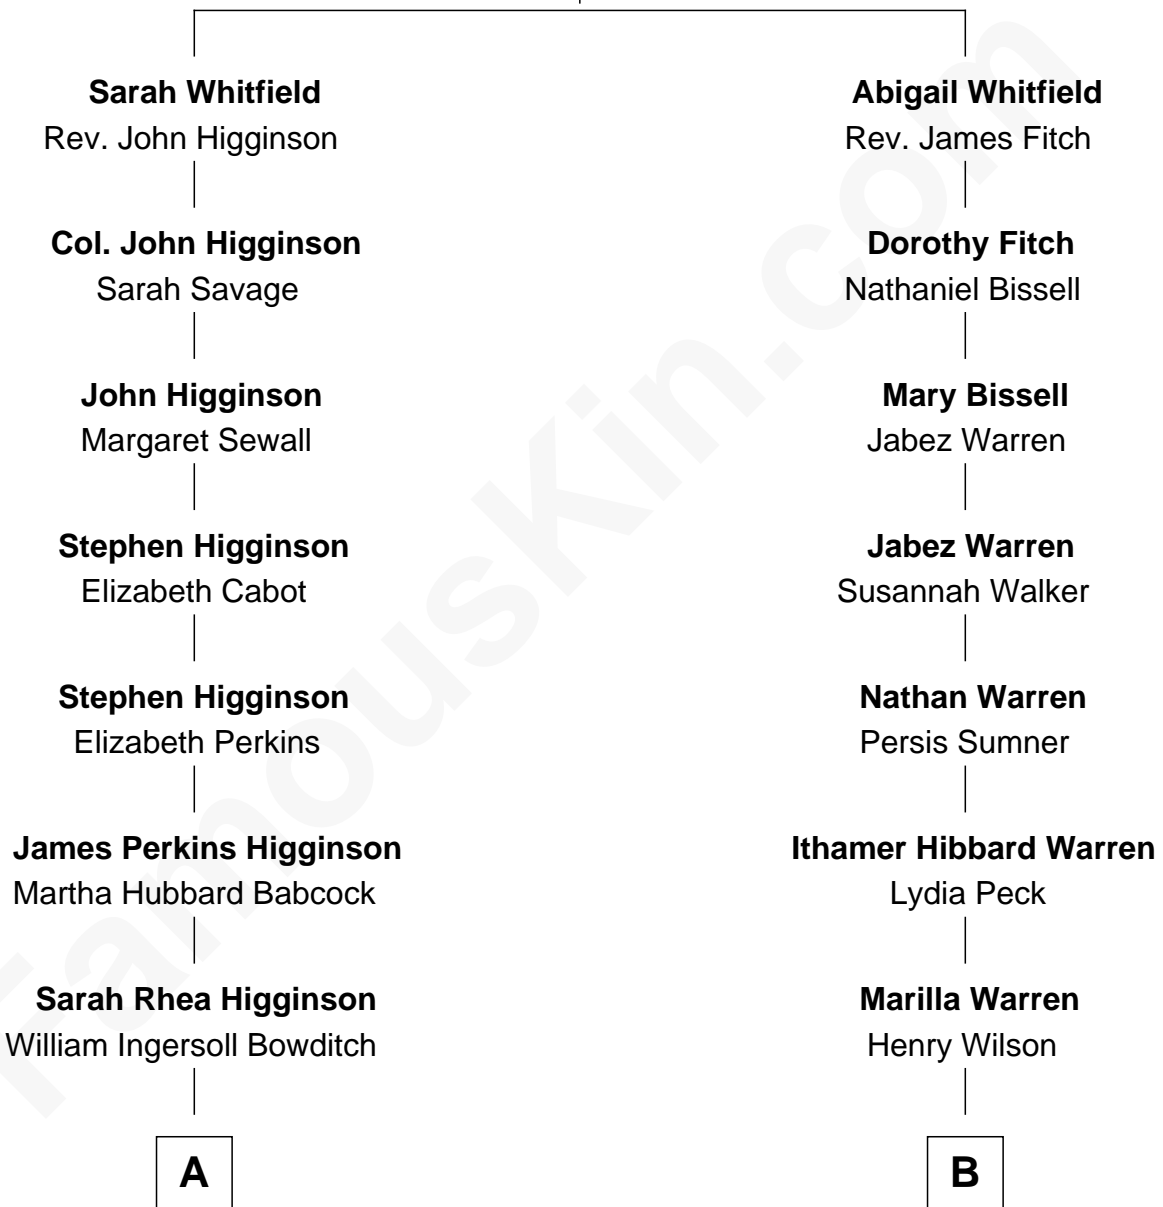 Sarah Whitfield
Rev. John Higginson
Col. John Higginson
Sarah Savage
John Higginson
Margaret Sewall
Stephen Higginson
Elizabeth Cabot
Stephen Higginson
Elizabeth Perkins
James Perkins Higginson
Martha Hubbard Babcock
Sarah Rhea Higginson
William Ingersoll Bowditch
A
Abigail Whitfield
Rev. James Fitch
Dorothy Fitch
Nathaniel Bissell
Mary Bissell
Jabez Warren
Jabez Warren
Susannah Walker
Nathan Warren
Persis Sumner
Ithamer Hibbard Warren
Lydia Peck
Marilla Warren
Henry Wilson
B
FamousKin.com